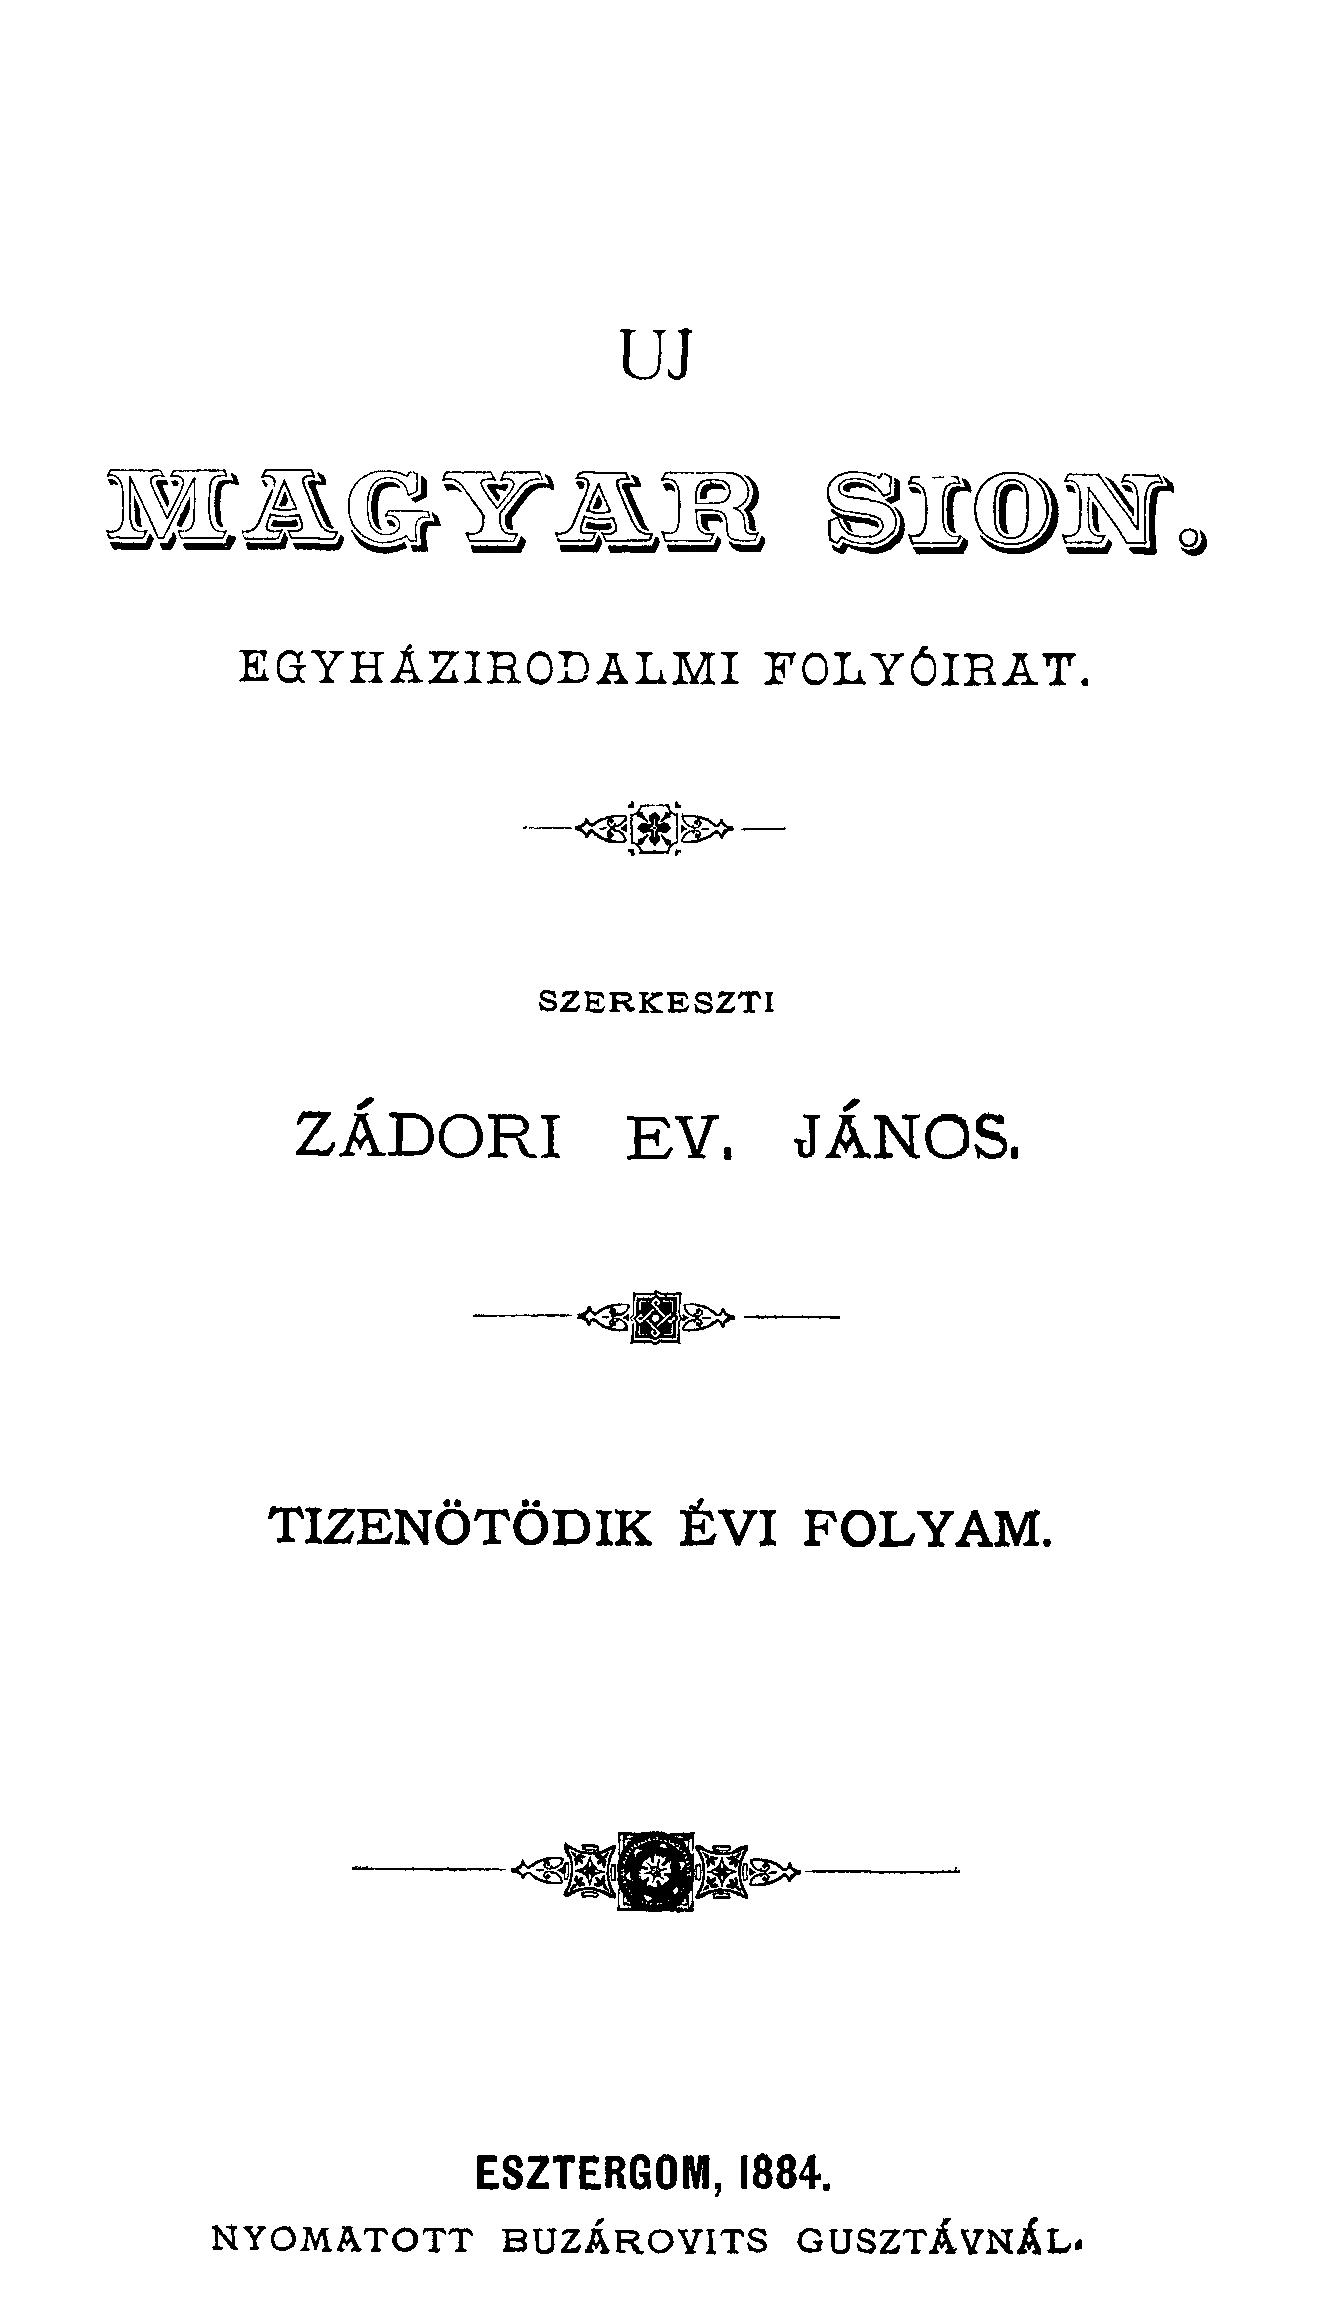 UJ
MAGYAR SION.
EGYHÁZIRODALMI FOLYÓIRAT.
SZERKESZTI
ZÁDORI EV. JÁNOS.
TIZENÖTÖDIK ÉVI FOLYAM.
ESZTERGOM, 1884.
NYOMATOTT BUZÁROVITS GUSZTÁVNÁL.